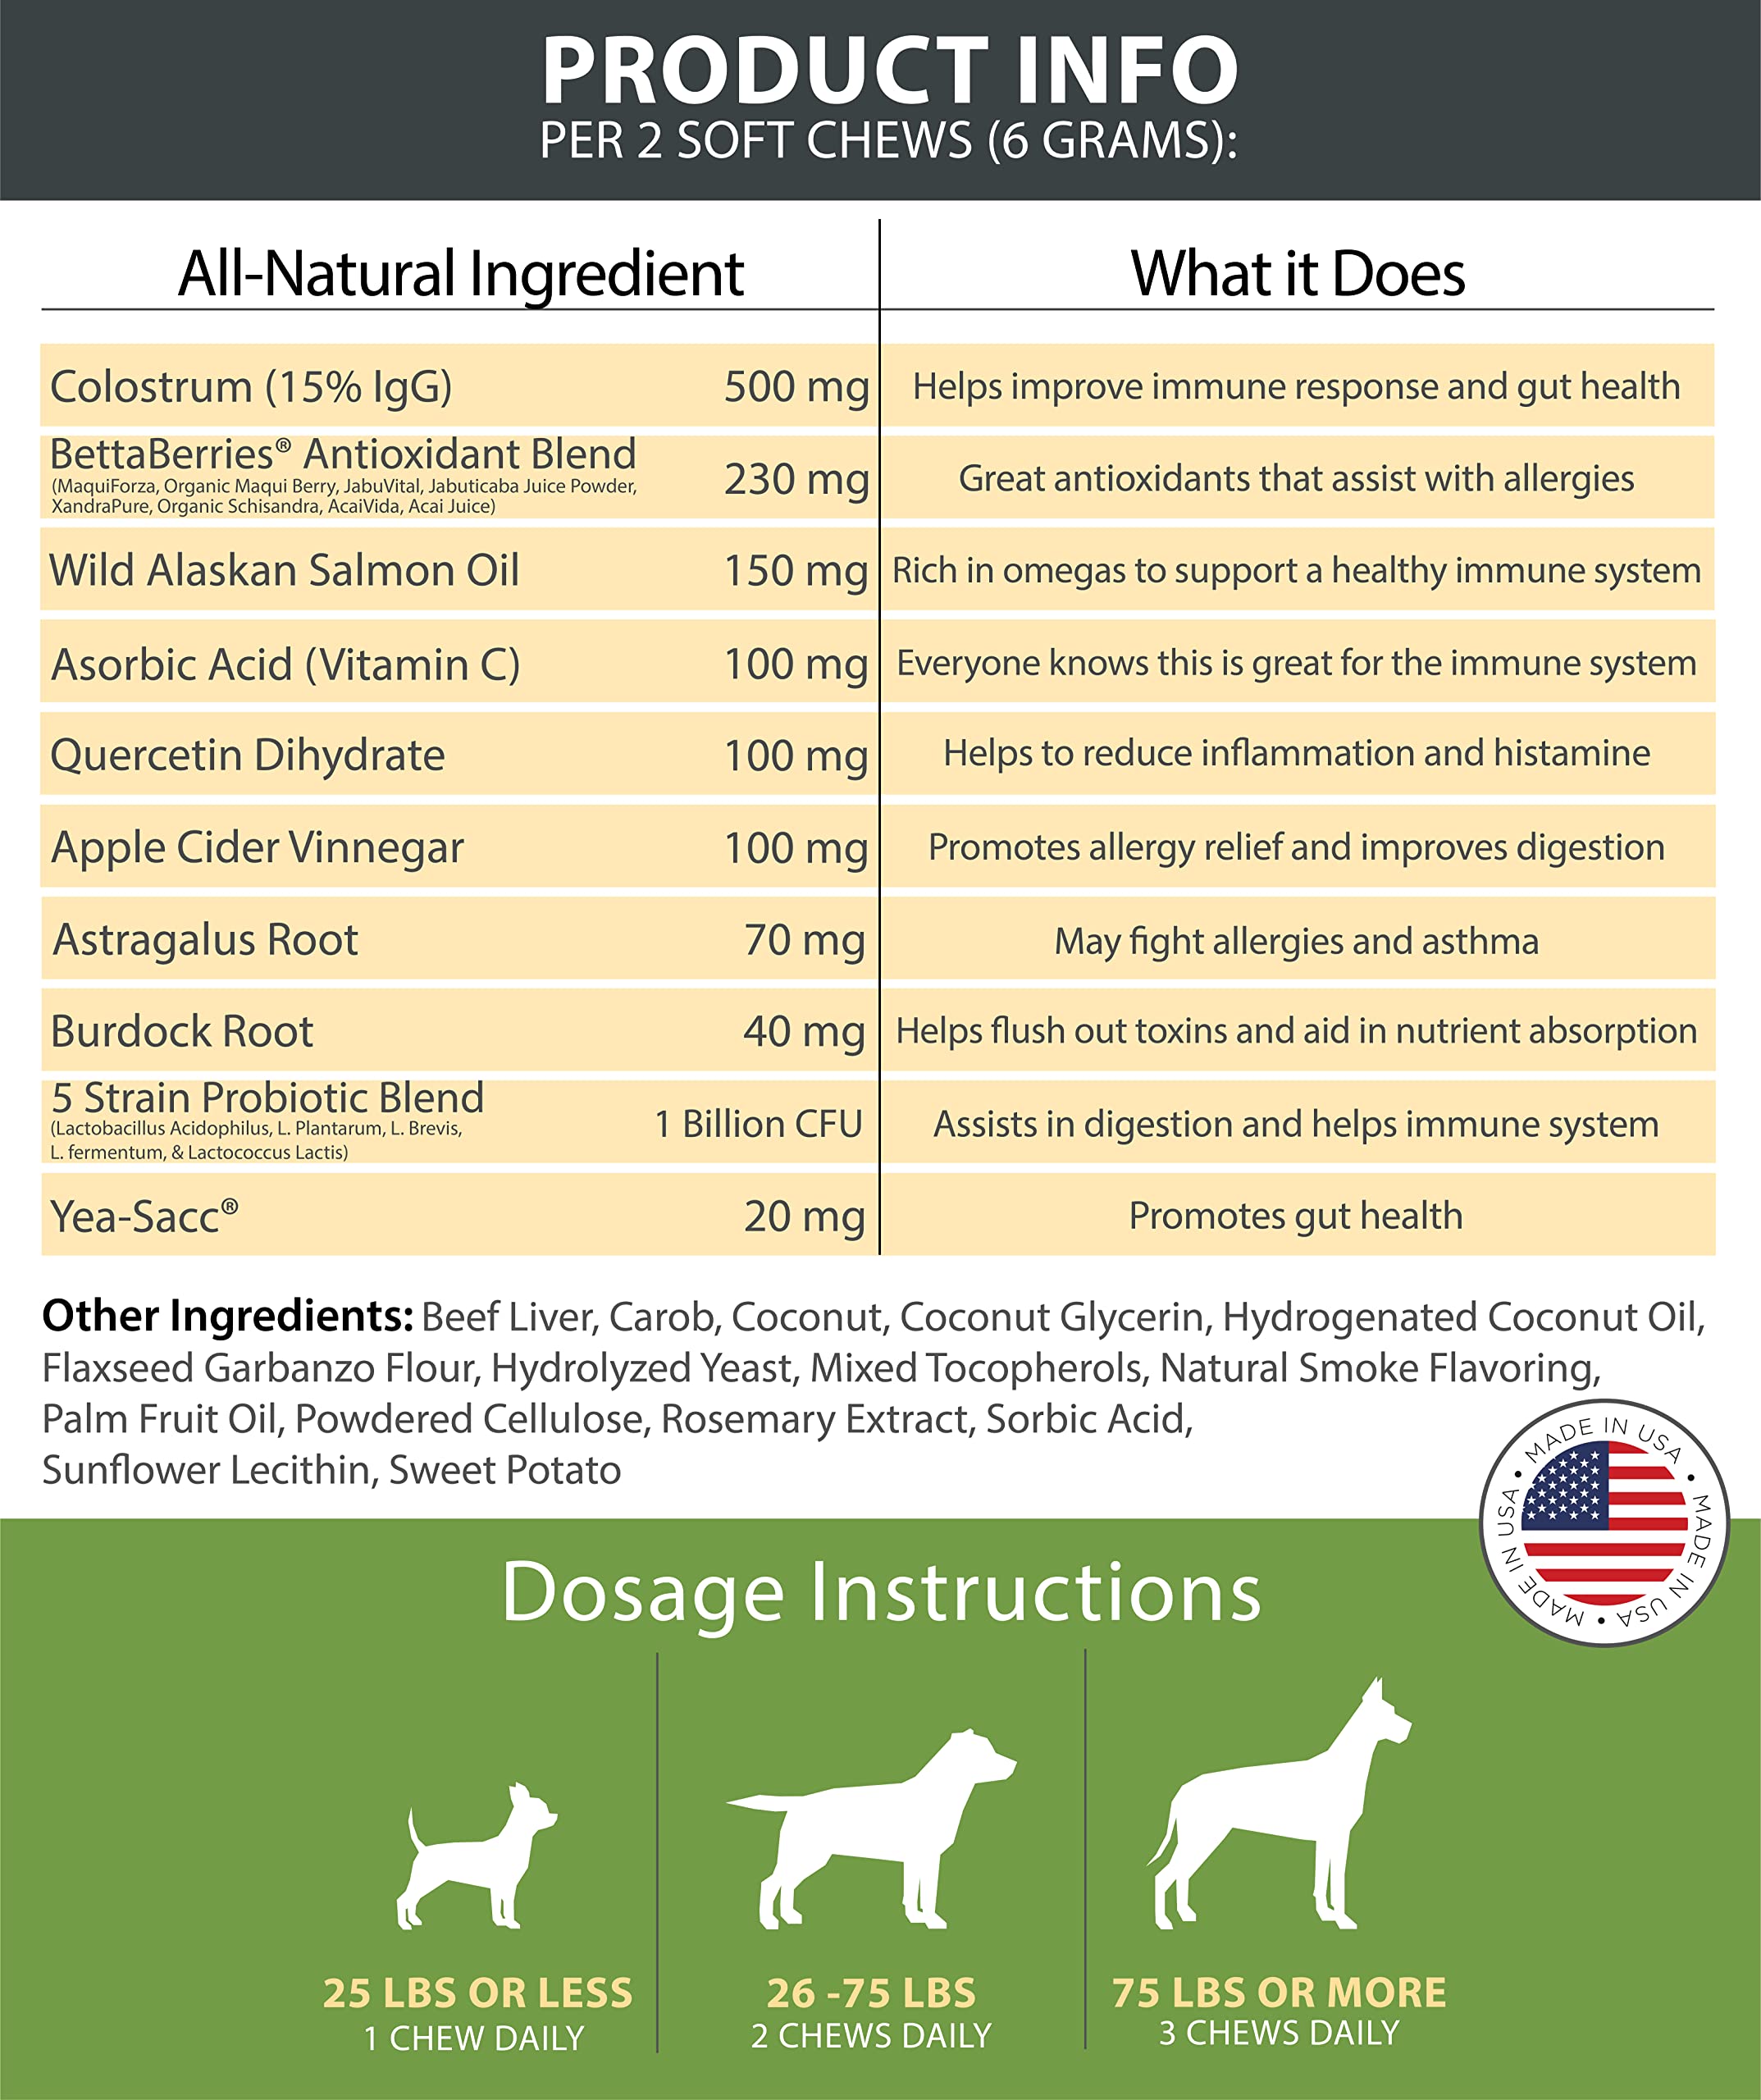 PRODUCT INFO
PER 2 SOFT CHEWS (6 GRAMS):
All-Natural Ingredient
What it Does
Colostrum (15% IgG) 500 mg
Helps improve immune response and gut health
BettaBerries® Antioxidant Blend
(MaquiForza, Organic Maqui Berry, JabuVital, Jabuticaba Juice Powder,
XandraPure, Organic Schisandra, AcaiVida, Acai Juice)
230 mg
Great antioxidants that assist with allergies
Wild Alaskan Salmon Oil 150 mg
Rich in omegas to support a healthy immune system
Asorbic Acid (Vitamin C) 100 mg
Everyone knows this is great for the immune system
Quercetin Dihydrate 100 mg
Helps to reduce inflammation and histamine
Apple Cider Vinnegar 100 mg
Promotes allergy relief and improves digestion
Astragalus Root 70 mg
May fight allergies and asthma
Burdock Root 40 mg
Helps flush out toxins and aid in nutrient absorption
5 Strain Probiotic Blend
(Lactobacillus Acidophilus, L. Plantarum, L. Brevis,
L. fermentum, & Lactococcus Lactis)
1 Billion CFU
Assists in digestion and helps immune system
Yea-Sacc® 20 mg
Promotes gut health
Other Ingredients: Beef Liver, Carob, Coconut, Coconut Glycerin, Hydrogenated Coconut Oil,
Flaxseed Garbanzo Flour, Hydrolyzed Yeast, Mixed Tocopherols, Natural Smoke Flavoring,
Palm Fruit Oil, Powdered Cellulose, Rosemary Extract, Sorbic Acid,
Sunflower Lecithin, Sweet Potato
MADE IN USA • MADE IN USA • MADE IN USA •
Dosage Instructions
25 LBS OR LESS
1 CHEW DAILY
26 -75 LBS
2 CHEWS DAILY
75 LBS OR MORE
3 CHEWS DAILY